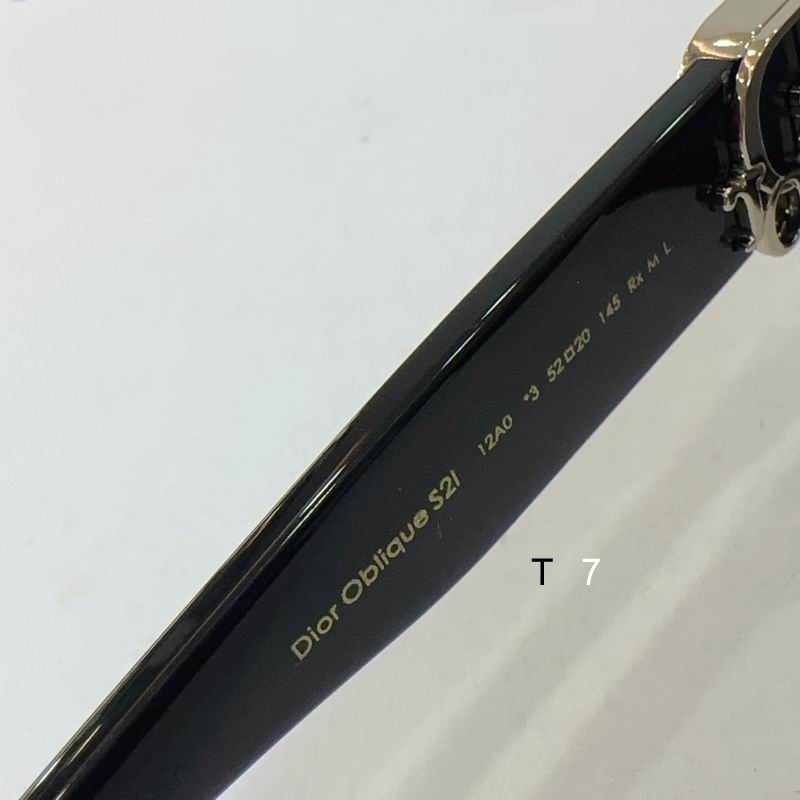 Dior Oblique S2I 12A0 *3 52□20 145 Rx M L
T 7